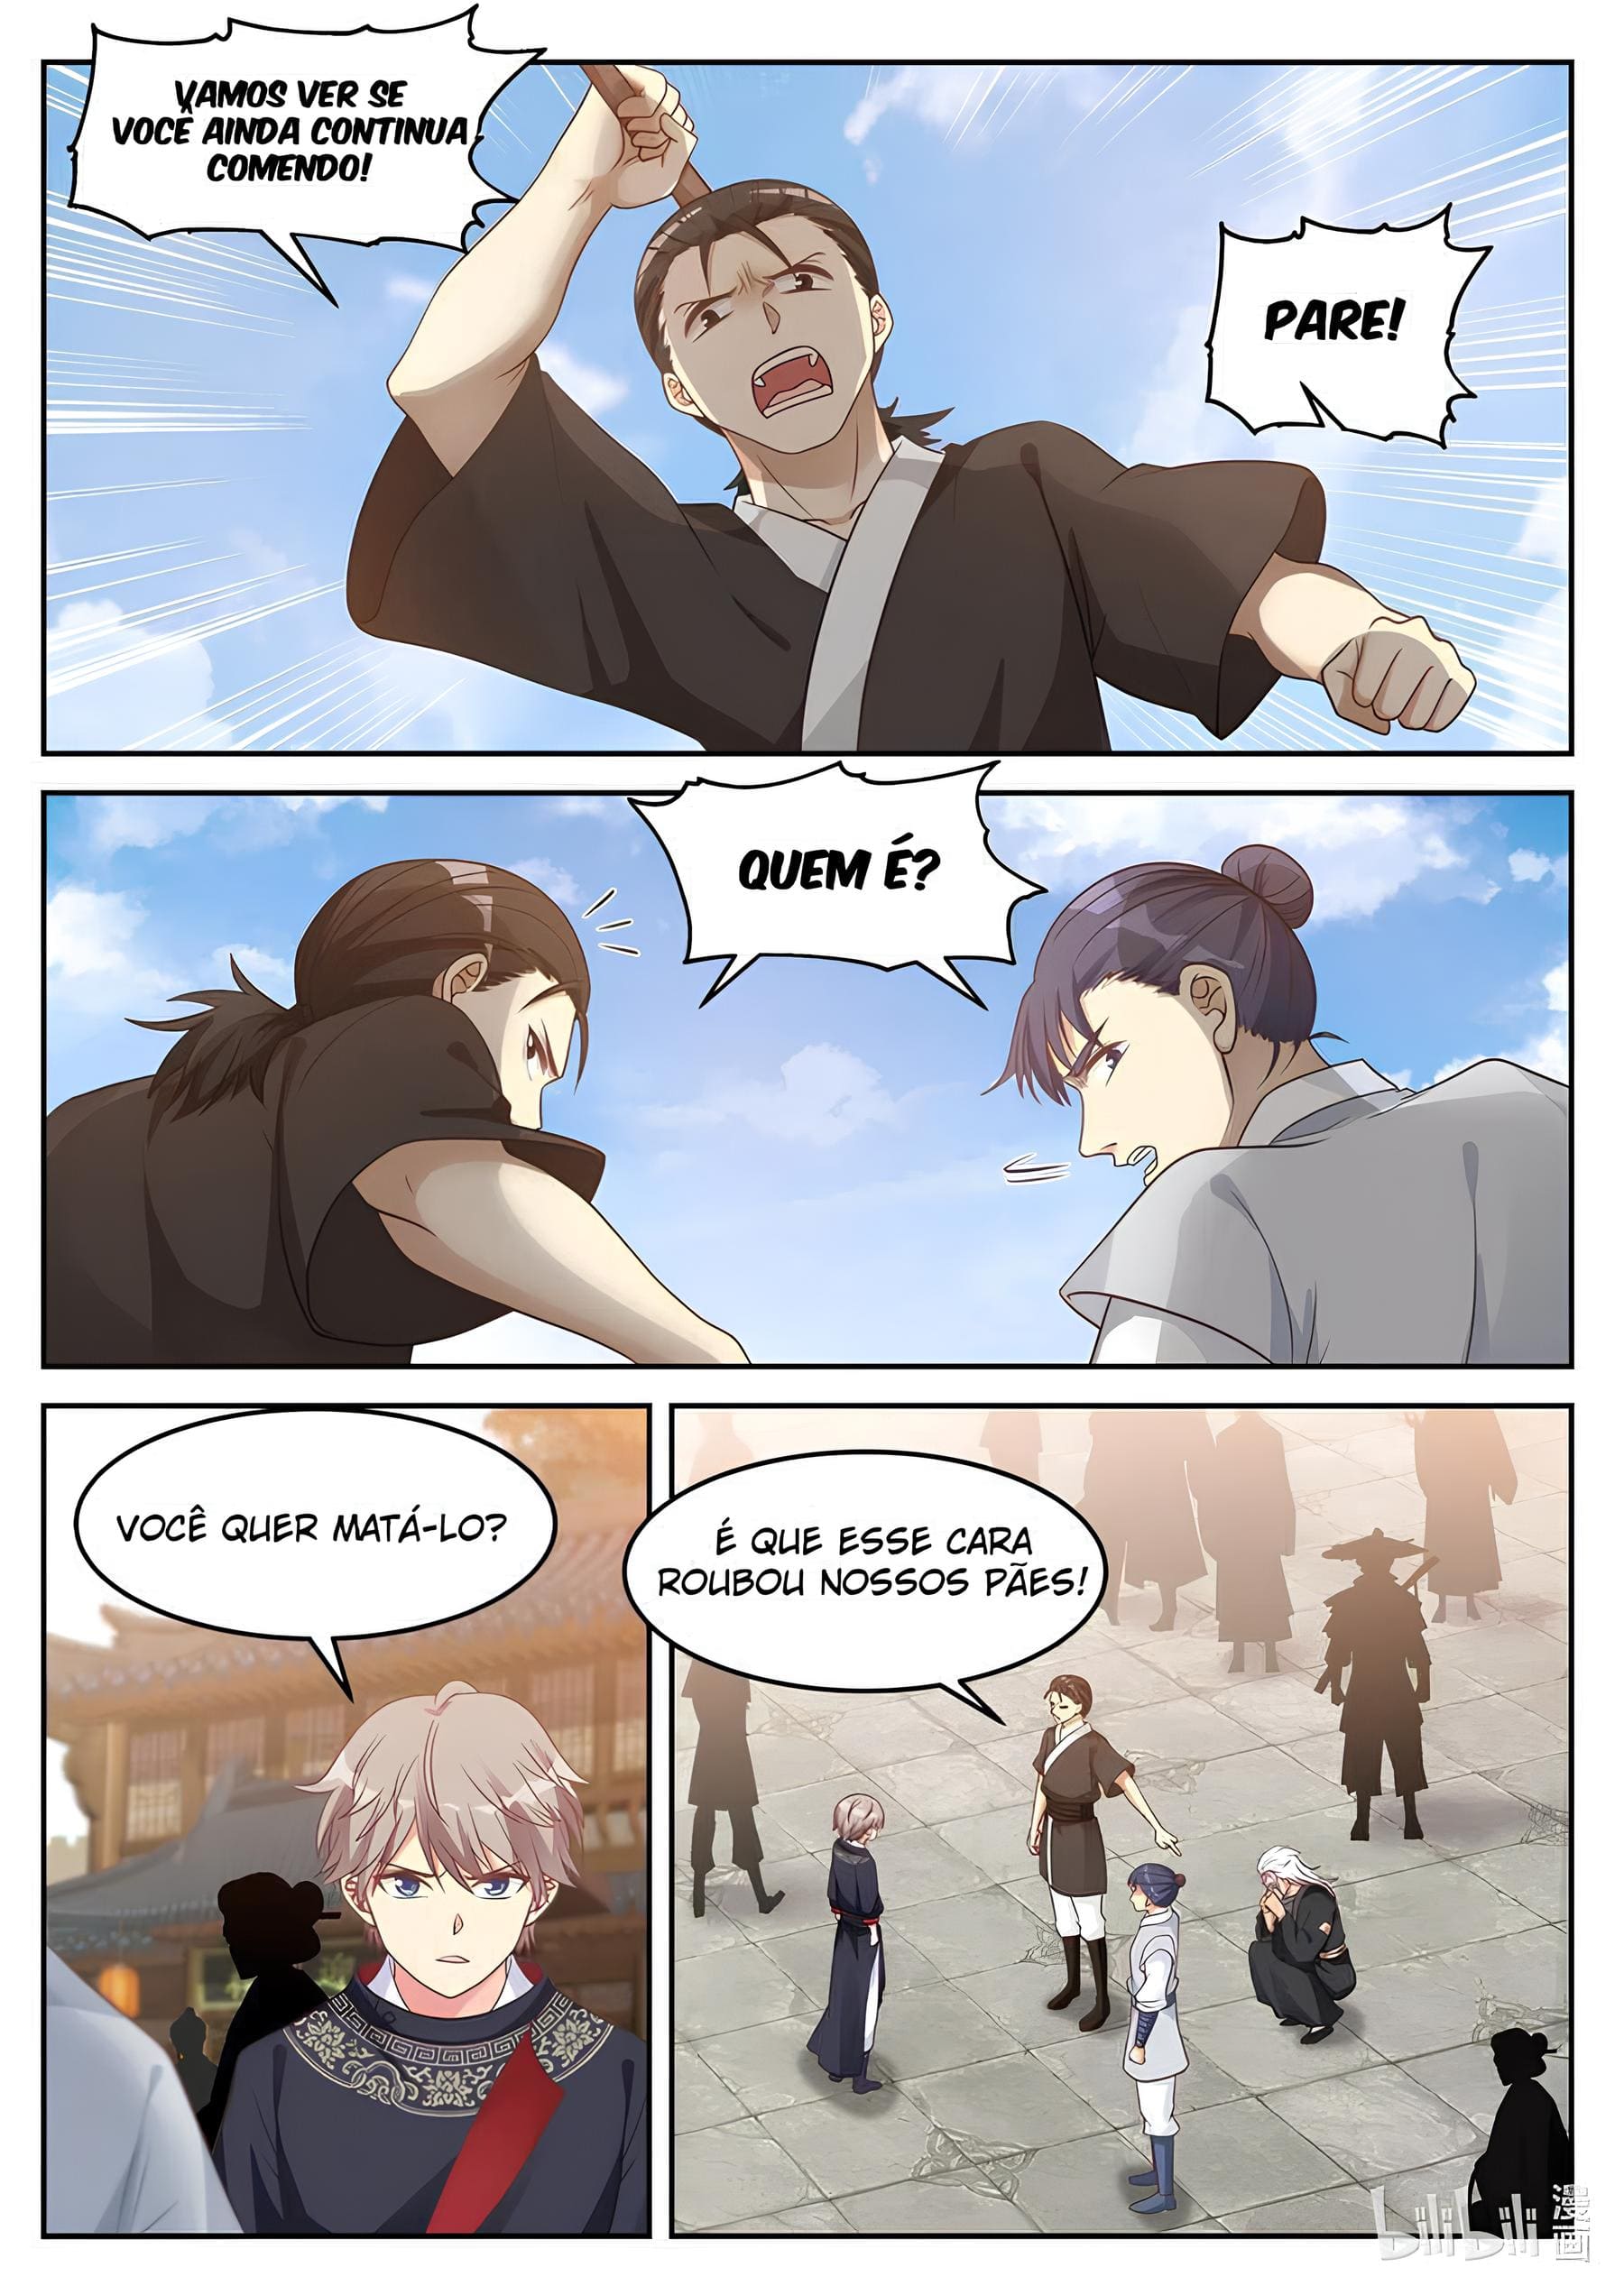 VAMOS VER SE
VOCÊ AINDA CONTINUA
COMENDO!
PARE!
QUEM É?
VOCÊ QUER MATÁ-LO?
É QUE ESSE CARA
ROUBOU NOSSOS PÃES!
bilibili